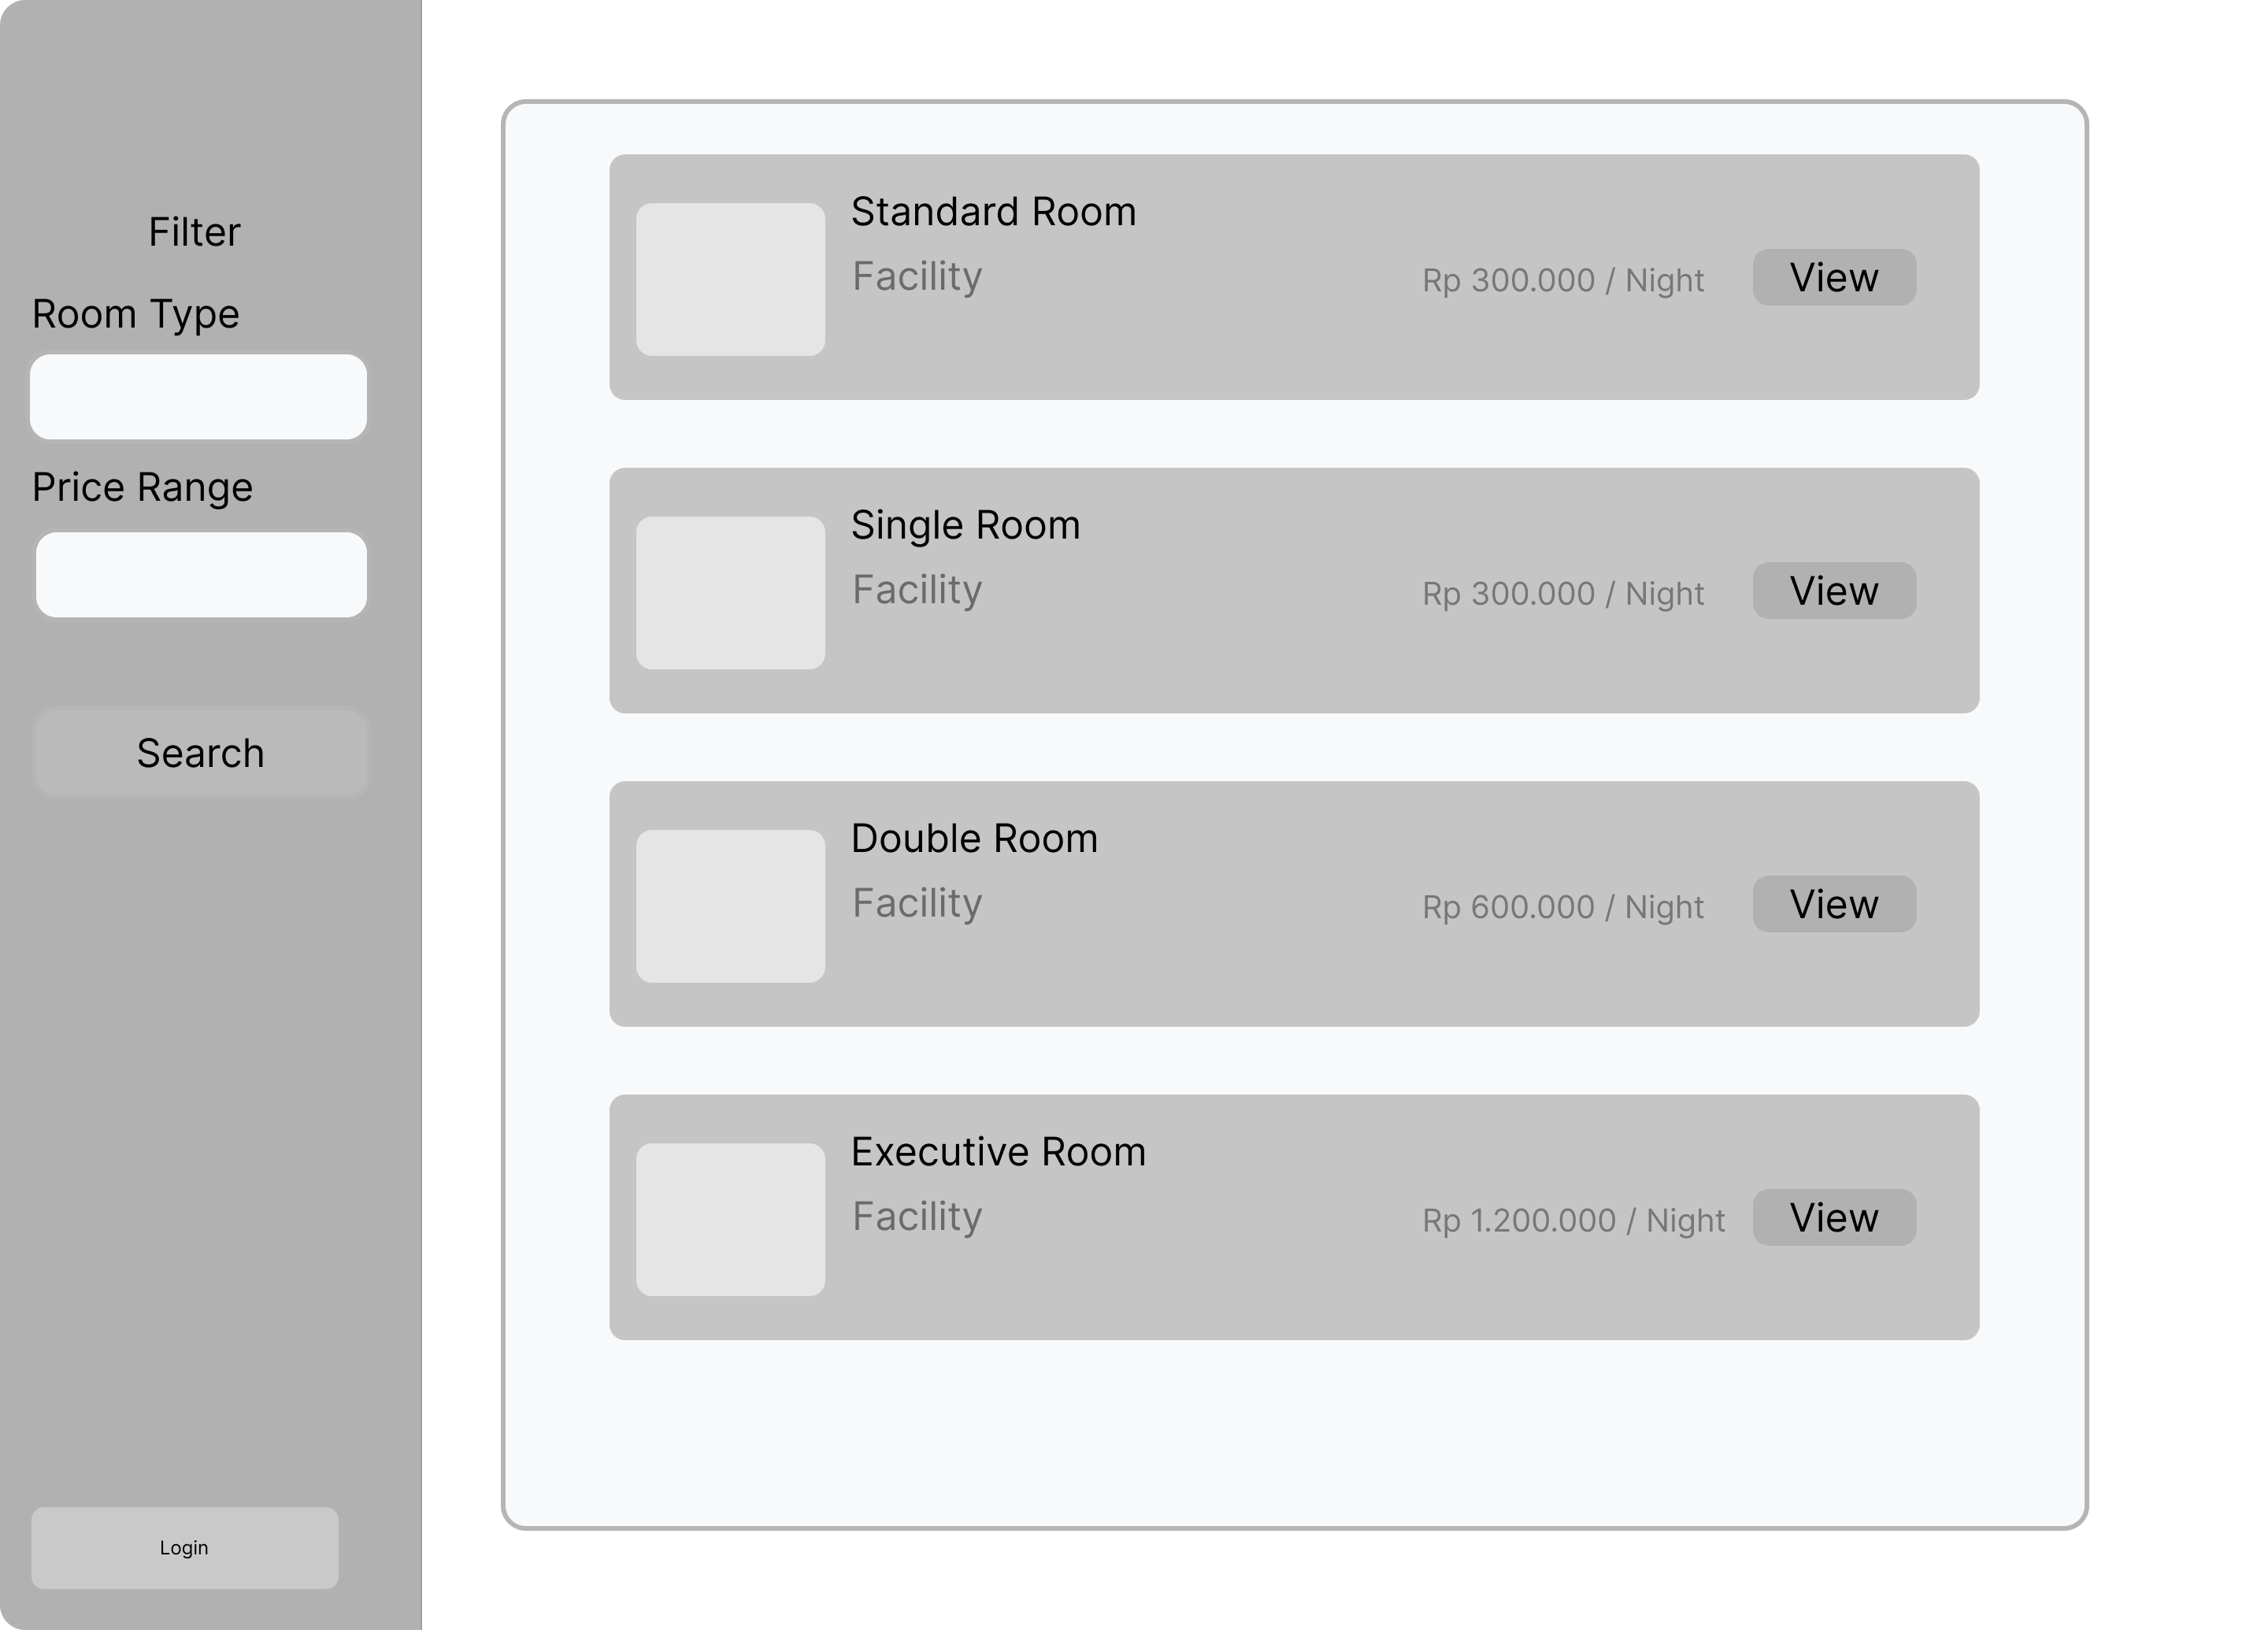 Filter
Room Type
Price Range
Search
Login
Standard Room
Facility
Rp 300.000 / Night
View
Single Room
Facility
Rp 300.000 / Night
View
Double Room
Facility
Rp 600.000 / Night
View
Executive Room
Facility
Rp 1.200.000 / Night
View